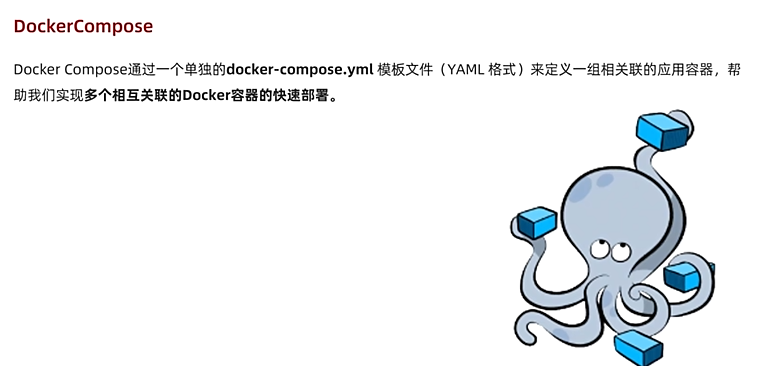 DockerCompose
Docker Compose通过一个单独的docker-compose.yml 模板文件（YAML 格式）来定义一组相关联的应用容器，帮
助我们实现多个相互关联的Docker容器的快速部署。